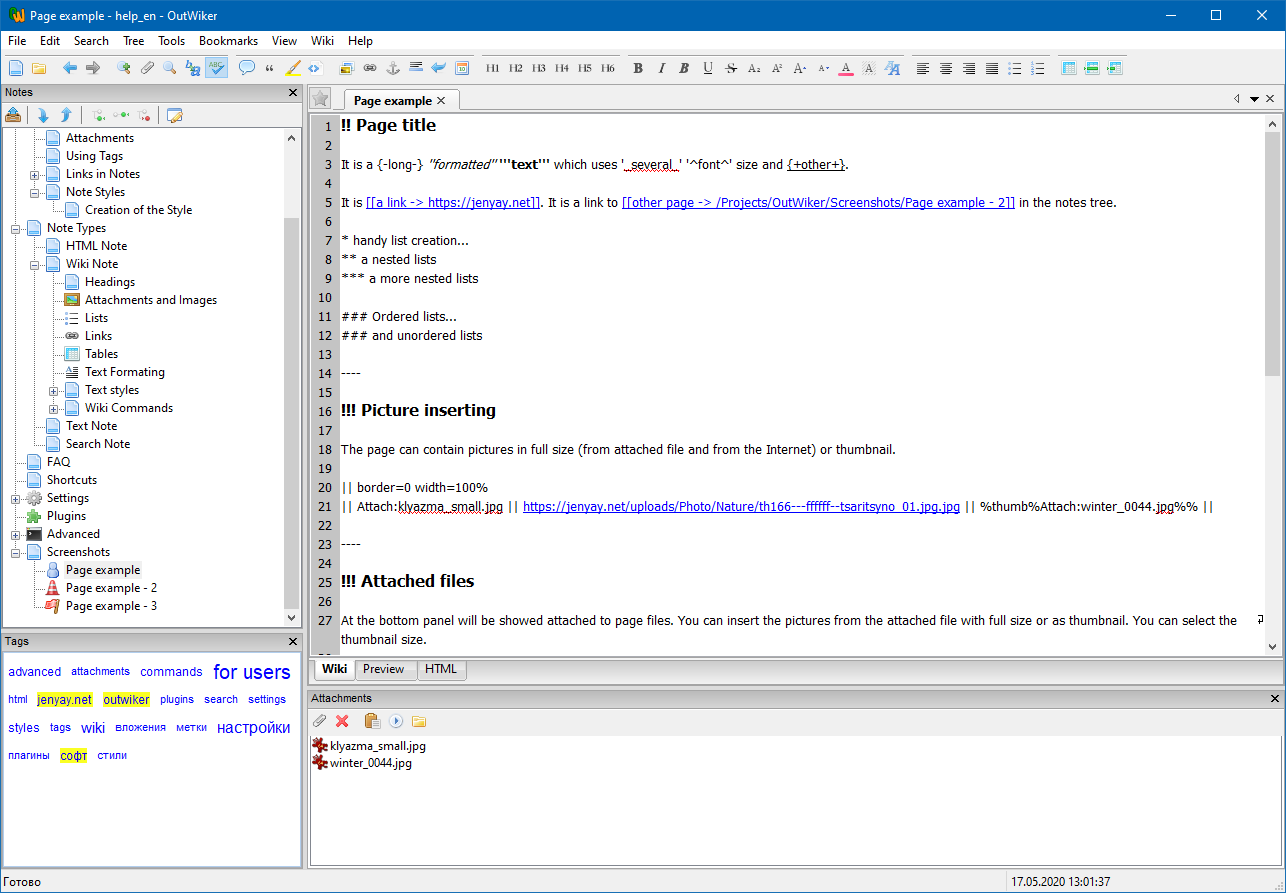 Page example - help_en - OutWiker
File Edit Search Tree Tools Bookmarks View Wiki Help
H1 H2 H3 H4 H5 H6 B I B U S A₂ A² A A A A
Notes
Attachments
Using Tags
Links in Notes
Note Styles
Creation of the Style
Note Types
HTML Note
Wiki Note
Headings
Attachments and Images
Lists
Links
Tables
Text Formating
Text styles
Wiki Commands
Text Note
Search Note
FAQ
Shortcuts
Settings
Plugins
Advanced
Screenshots
Page example
Page example - 2
Page example - 3
Tags
advanced attachments commands for users
html jenyay.net outwiker plugins search settings
styles tags wiki вложения метки настройки
плагины софт стили
Page example
1 !! Page title
2
3 It is a {-long-} ''formatted'' '''text''' which uses '_several_' '^font^' size and {+other+}.
4
5 It is [[a link -> https://jenyay.net]]. It is a link to [[other page -> /Projects/OutWiker/Screenshots/Page example - 2]] in the notes tree.
6
7 * handy list creation...
8 ** a nested lists
9 *** a more nested lists
10
11 ### Ordered lists...
12 ### and unordered lists
13
14 ----
15
16 !!! Picture inserting
17
18 The page can contain pictures in full size (from attached file and from the Internet) or thumbnail.
19
20 || border=0 width=100%
21 || Attach:klyazma_small.jpg || https://jenyay.net/uploads/Photo/Nature/th166---ffffff--tsaritsyno_01.jpg.jpg || %thumb%Attach:winter_0044.jpg%% ||
22
23 ----
24
25 !!! Attached files
26
27 At the bottom panel will be showed attached to page files. You can insert the pictures from the attached file with full size or as thumbnail. You can select the
thumbnail size.
Wiki Preview HTML
Attachments
klyazma_small.jpg
winter_0044.jpg
Готово 17.05.2020 13:01:37